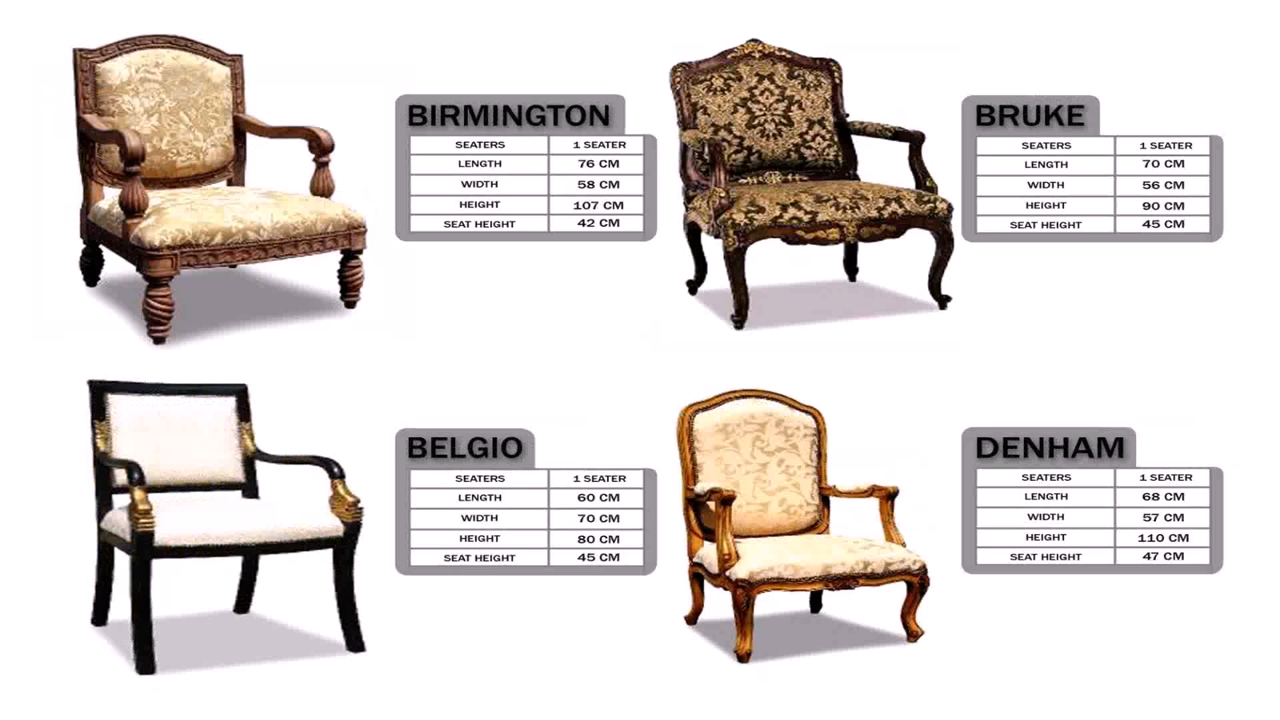 BIRMINGTON
SEATERS 1 SEATER
LENGTH 76 CM
WIDTH 58 CM
HEIGHT 107 CM
SEAT HEIGHT 42 CM
BRUKE
SEATERS 1 SEATER
LENGTH 70 CM
WIDTH 56 CM
HEIGHT 90 CM
SEAT HEIGHT 45 CM
BELGIO
SEATERS 1 SEATER
LENGTH 60 CM
WIDTH 70 CM
HEIGHT 80 CM
SEAT HEIGHT 45 CM
DENHAM
SEATERS 1 SEATER
LENGTH 68 CM
WIDTH 57 CM
HEIGHT 110 CM
SEAT HEIGHT 47 CM